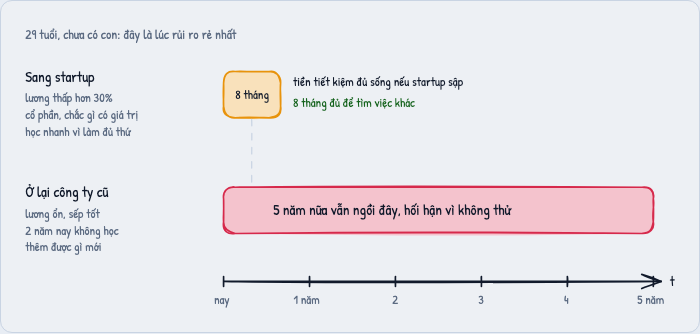 29 tuổi, chưa có con: đây là lúc rủi ro rẻ nhất
Sang startup
lương thấp hơn 30%
cổ phần, chắc gì có giá trị
học nhanh vì làm đủ thứ
8 tháng
tiền tiết kiệm đủ sống nếu startup sập
8 tháng đủ để tìm việc khác
Ở lại công ty cũ
lương ổn, sếp tốt
2 năm nay không học
thêm được gì mới
5 năm nữa vẫn ngồi đây, hối hận vì không thử
t
nay
1 năm
2
3
4
5 năm